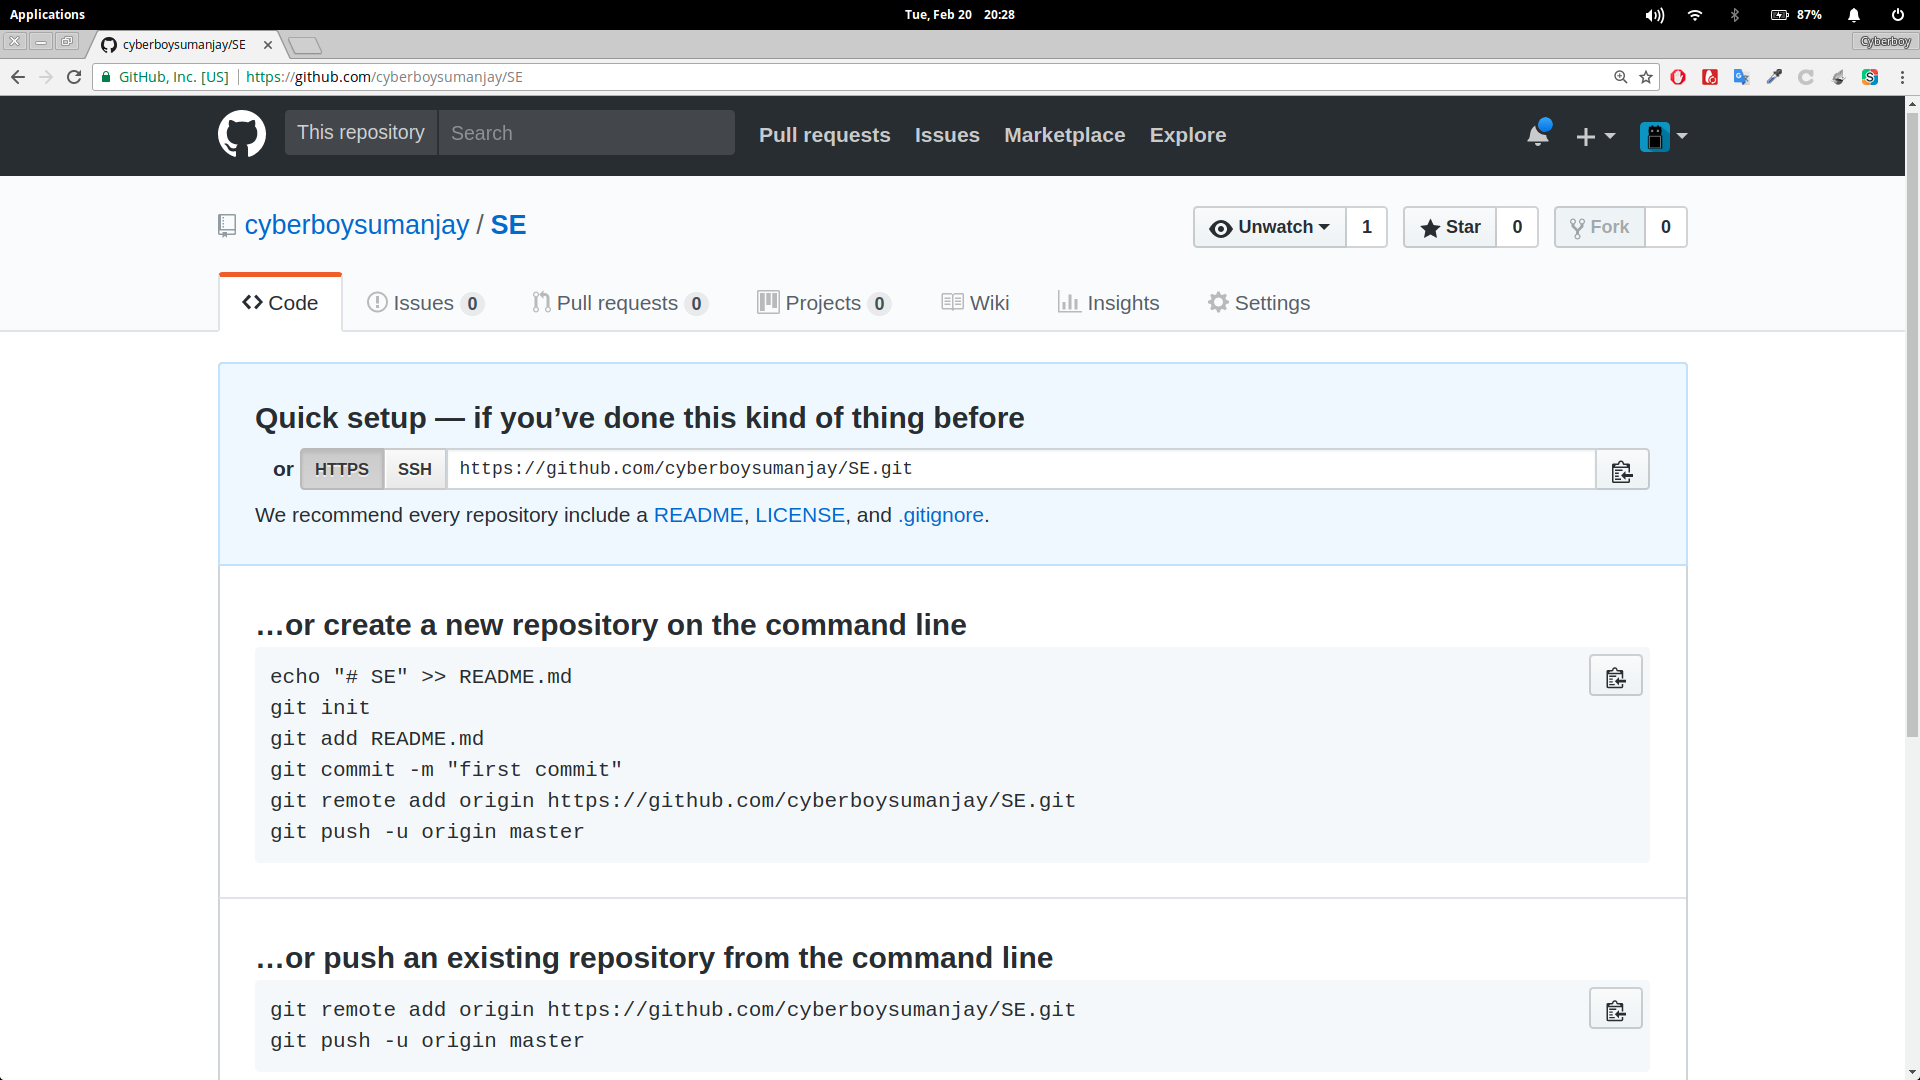 Applications
Tue, Feb 20 20:28
87%
cyberboysumanjay/SE
Cyberboy
GitHub, Inc. [US] https://github.com/cyberboysumanjay/SE
This repository Search Pull requests Issues Marketplace Explore
cyberboysumanjay / SE
Unwatch 1 Star 0 Fork 0
Code Issues 0 Pull requests 0 Projects 0 Wiki Insights Settings
Quick setup — if you’ve done this kind of thing before
or HTTPS SSH https://github.com/cyberboysumanjay/SE.git
We recommend every repository include a README, LICENSE, and .gitignore.
…or create a new repository on the command line
echo "# SE" >> README.md
git init
git add README.md
git commit -m "first commit"
git remote add origin https://github.com/cyberboysumanjay/SE.git
git push -u origin master
…or push an existing repository from the command line
git remote add origin https://github.com/cyberboysumanjay/SE.git
git push -u origin master